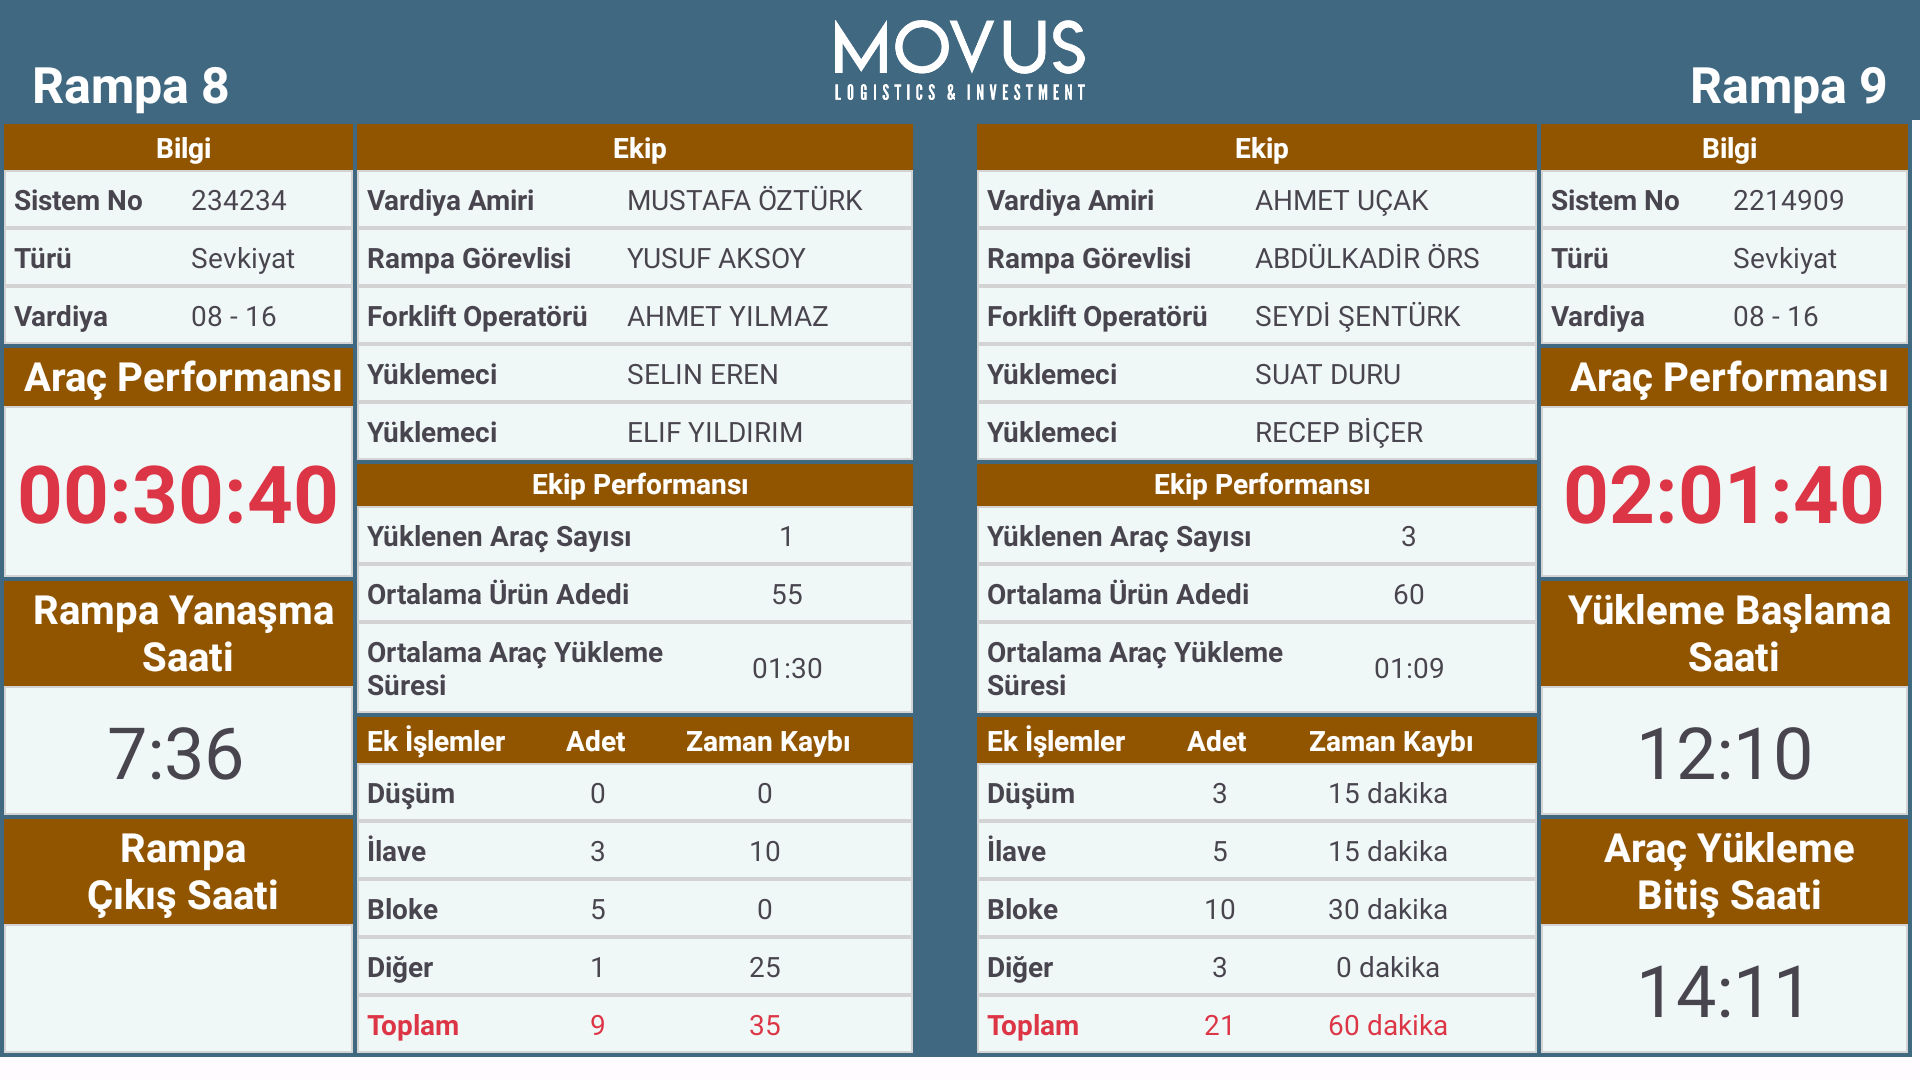 MOVUS
LOGISTICS & INVESTMENT
Rampa 8
Rampa 9
Bilgi
Sistem No 234234
Türü Sevkiyat
Vardiya 08 - 16
Araç Performansı
00:30:40
Rampa Yanaşma
Saati
7:36
Rampa
Çıkış Saati
Ekip
Vardiya Amiri MUSTAFA ÖZTÜRK
Rampa Görevlisi YUSUF AKSOY
Forklift Operatörü AHMET YILMAZ
Yüklemeci SELIN EREN
Yüklemeci ELIF YILDIRIM
Ekip Performansı
Yüklenen Araç Sayısı 1
Ortalama Ürün Adedi 55
Ortalama Araç Yükleme
Süresi 01:30
Ek İşlemler Adet Zaman Kaybı
Düşüm 0 0
İlave 3 10
Bloke 5 0
Diğer 1 25
Toplam 9 35
Ekip
Vardiya Amiri AHMET UÇAK
Rampa Görevlisi ABDÜLKADİR ÖRS
Forklift Operatörü SEYDİ ŞENTÜRK
Yüklemeci SUAT DURU
Yüklemeci RECEP BİÇER
Ekip Performansı
Yüklenen Araç Sayısı 3
Ortalama Ürün Adedi 60
Ortalama Araç Yükleme
Süresi 01:09
Ek İşlemler Adet Zaman Kaybı
Düşüm 3 15 dakika
İlave 5 15 dakika
Bloke 10 30 dakika
Diğer 3 0 dakika
Toplam 21 60 dakika
Bilgi
Sistem No 2214909
Türü Sevkiyat
Vardiya 08 - 16
Araç Performansı
02:01:40
Yükleme Başlama
Saati
12:10
Araç Yükleme
Bitiş Saati
14:11